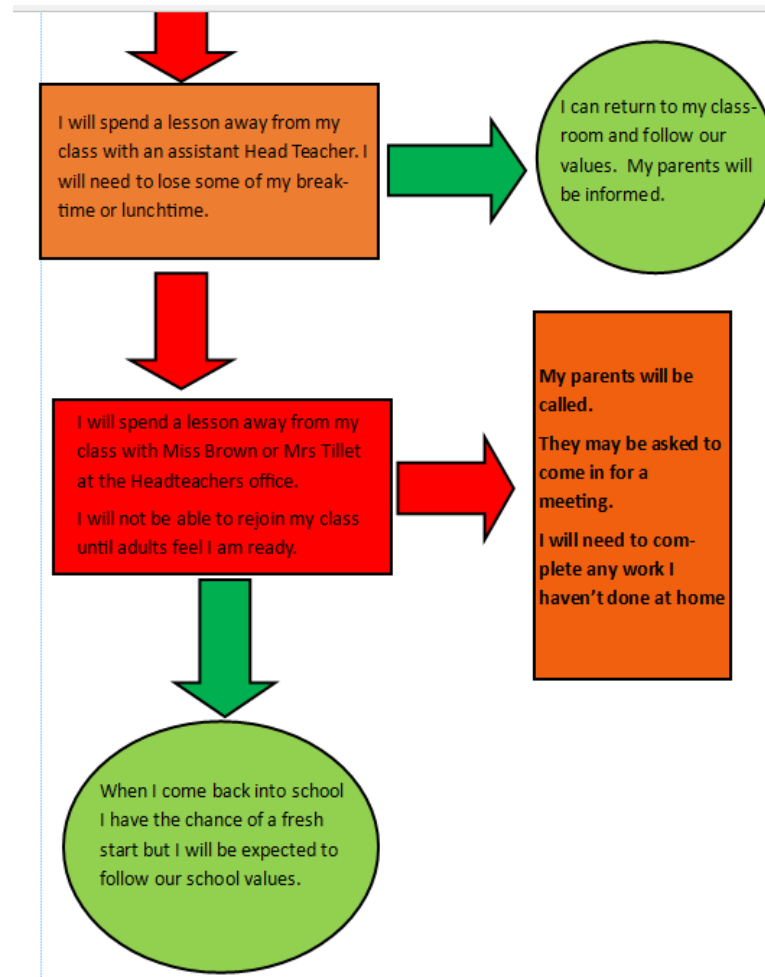 I will spend a lesson away from my
class with an assistant Head Teacher. I
will need to lose some of my break-
time or lunchtime.
I can return to my class-
room and follow our
values.  My parents will
be informed.
I will spend a lesson away from my
class with Miss Brown or Mrs Tillet
at the Headteachers office.
I will not be able to rejoin my class
until adults feel I am ready.
My parents will be
called.
They may be asked to
come in for a
meeting.
I will need to com-
plete any work I
haven’t done at home
When I come back into school
I have the chance of a fresh
start but I will be expected to
follow our school values.